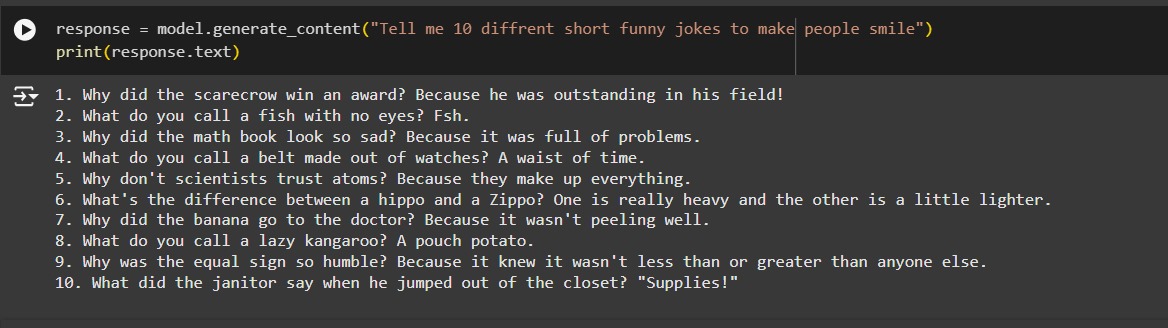 response = model.generate_content("Tell me 10 diffrent short funny jokes to make people smile")
print(response.text)
1. Why did the scarecrow win an award? Because he was outstanding in his field!
2. What do you call a fish with no eyes? Fsh.
3. Why did the math book look so sad? Because it was full of problems.
4. What do you call a belt made out of watches? A waist of time.
5. Why don't scientists trust atoms? Because they make up everything.
6. What's the difference between a hippo and a Zippo? One is really heavy and the other is a little lighter.
7. Why did the banana go to the doctor? Because it wasn't peeling well.
8. What do you call a lazy kangaroo? A pouch potato.
9. Why was the equal sign so humble? Because it knew it wasn't less than or greater than anyone else.
10. What did the janitor say when he jumped out of the closet? "Supplies!"